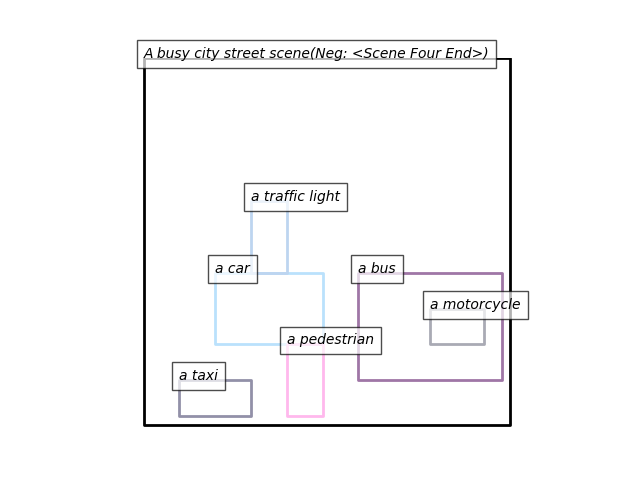 A busy city street scene(Neg: <Scene Four End>)
a traffic light
a car
a bus
a motorcycle
a pedestrian
a taxi